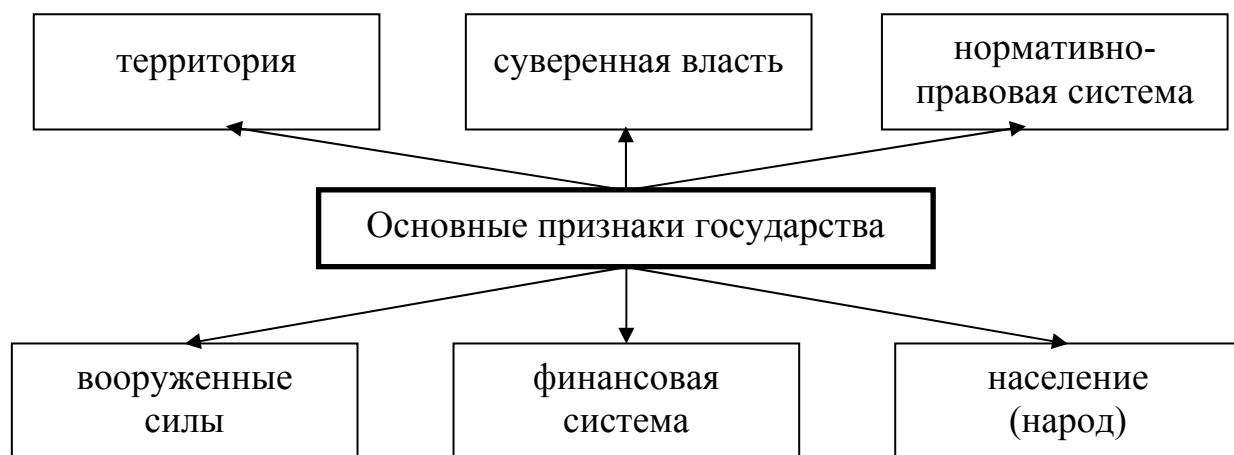 территория
суверенная власть
нормативно-
правовая система
Основные признаки государства
вооруженные
силы
финансовая
система
население
(народ)